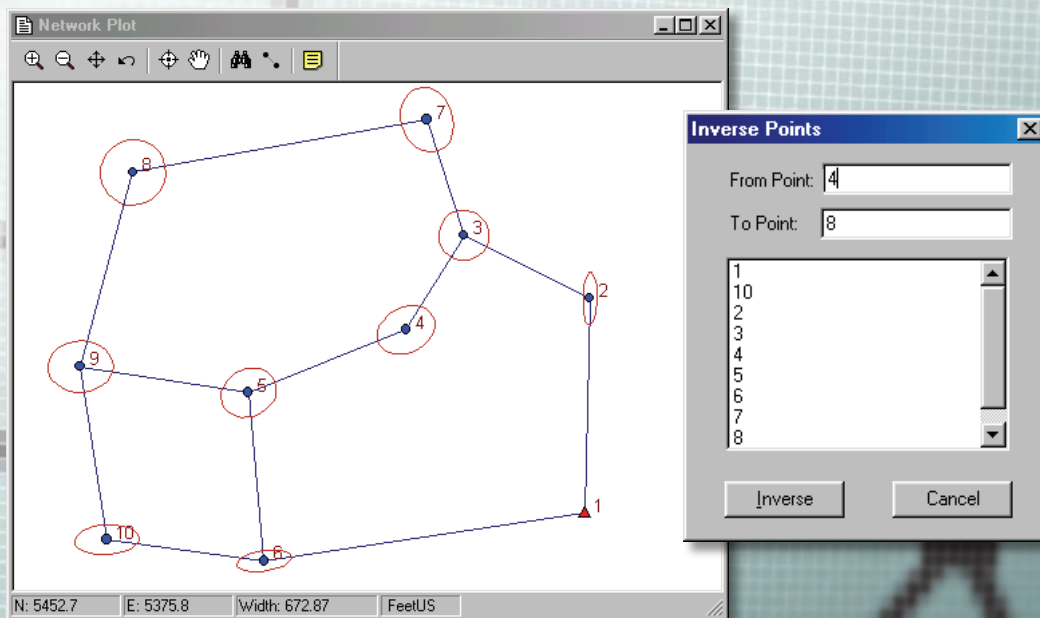 Network Plot
7
8
3
2
4
9
5
1
10
6
N: 5452.7
E: 5375.8
Width: 672.87
FeetUS
Inverse Points
From Point: 4
To Point: 8
1
10
2
3
4
5
6
7
8
Inverse
Cancel